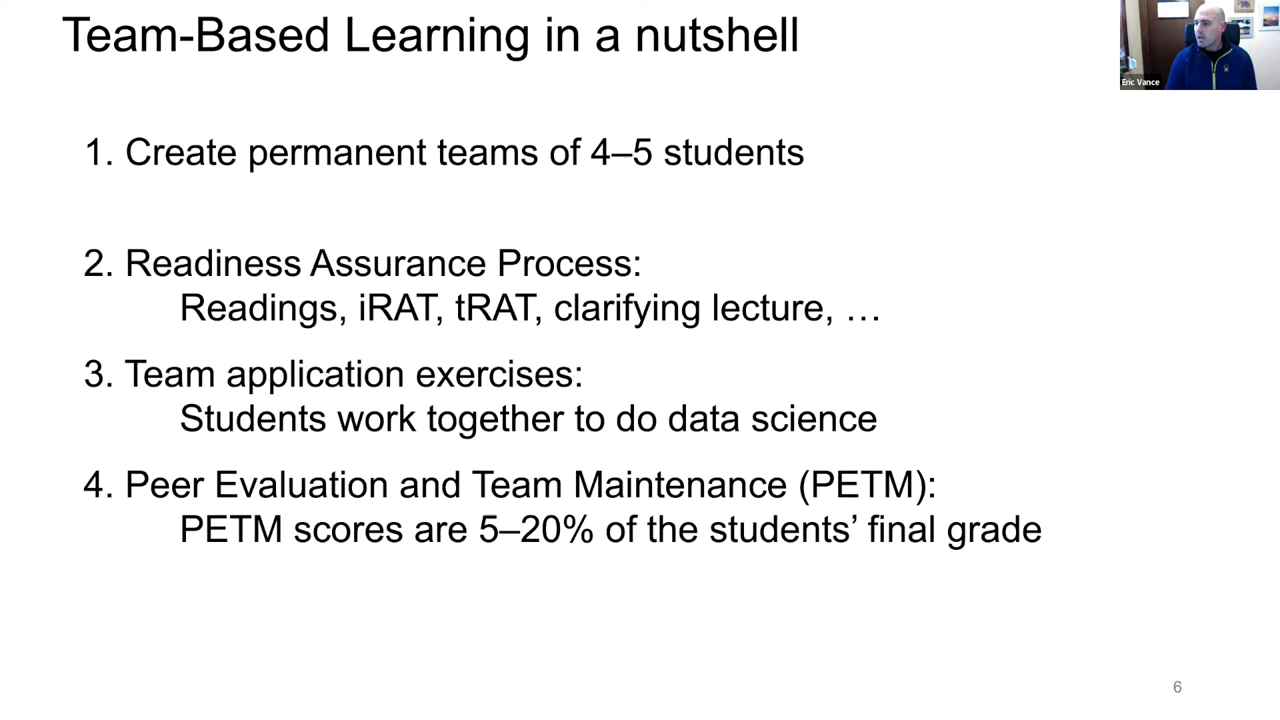 Team-Based Learning in a nutshell
Eric Vance
1. Create permanent teams of 4–5 students
2. Readiness Assurance Process:
Readings, iRAT, tRAT, clarifying lecture, …
3. Team application exercises:
Students work together to do data science
4. Peer Evaluation and Team Maintenance (PETM):
PETM scores are 5–20% of the students’ final grade
6